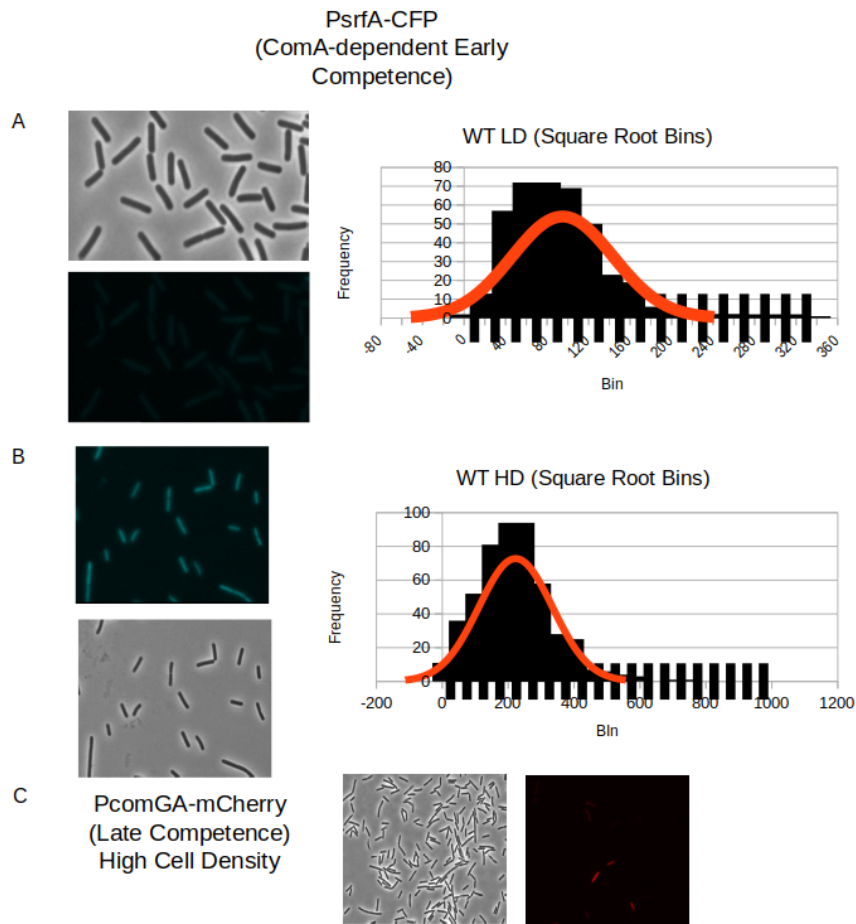 PsrfA-CFP
(ComA-dependent Early
Competence)
A
WT LD (Square Root Bins)
80
70
60
50
40
30
20
10
0
Frequency
-80
-40
0
40
80
120
160
200
240
280
320
360
Bin
B
WT HD (Square Root Bins)
100
80
60
40
20
0
Frequency
-200
0
200
400
600
800
1000
1200
BIn
C
PcomGA-mCherry
(Late Competence)
High Cell Density